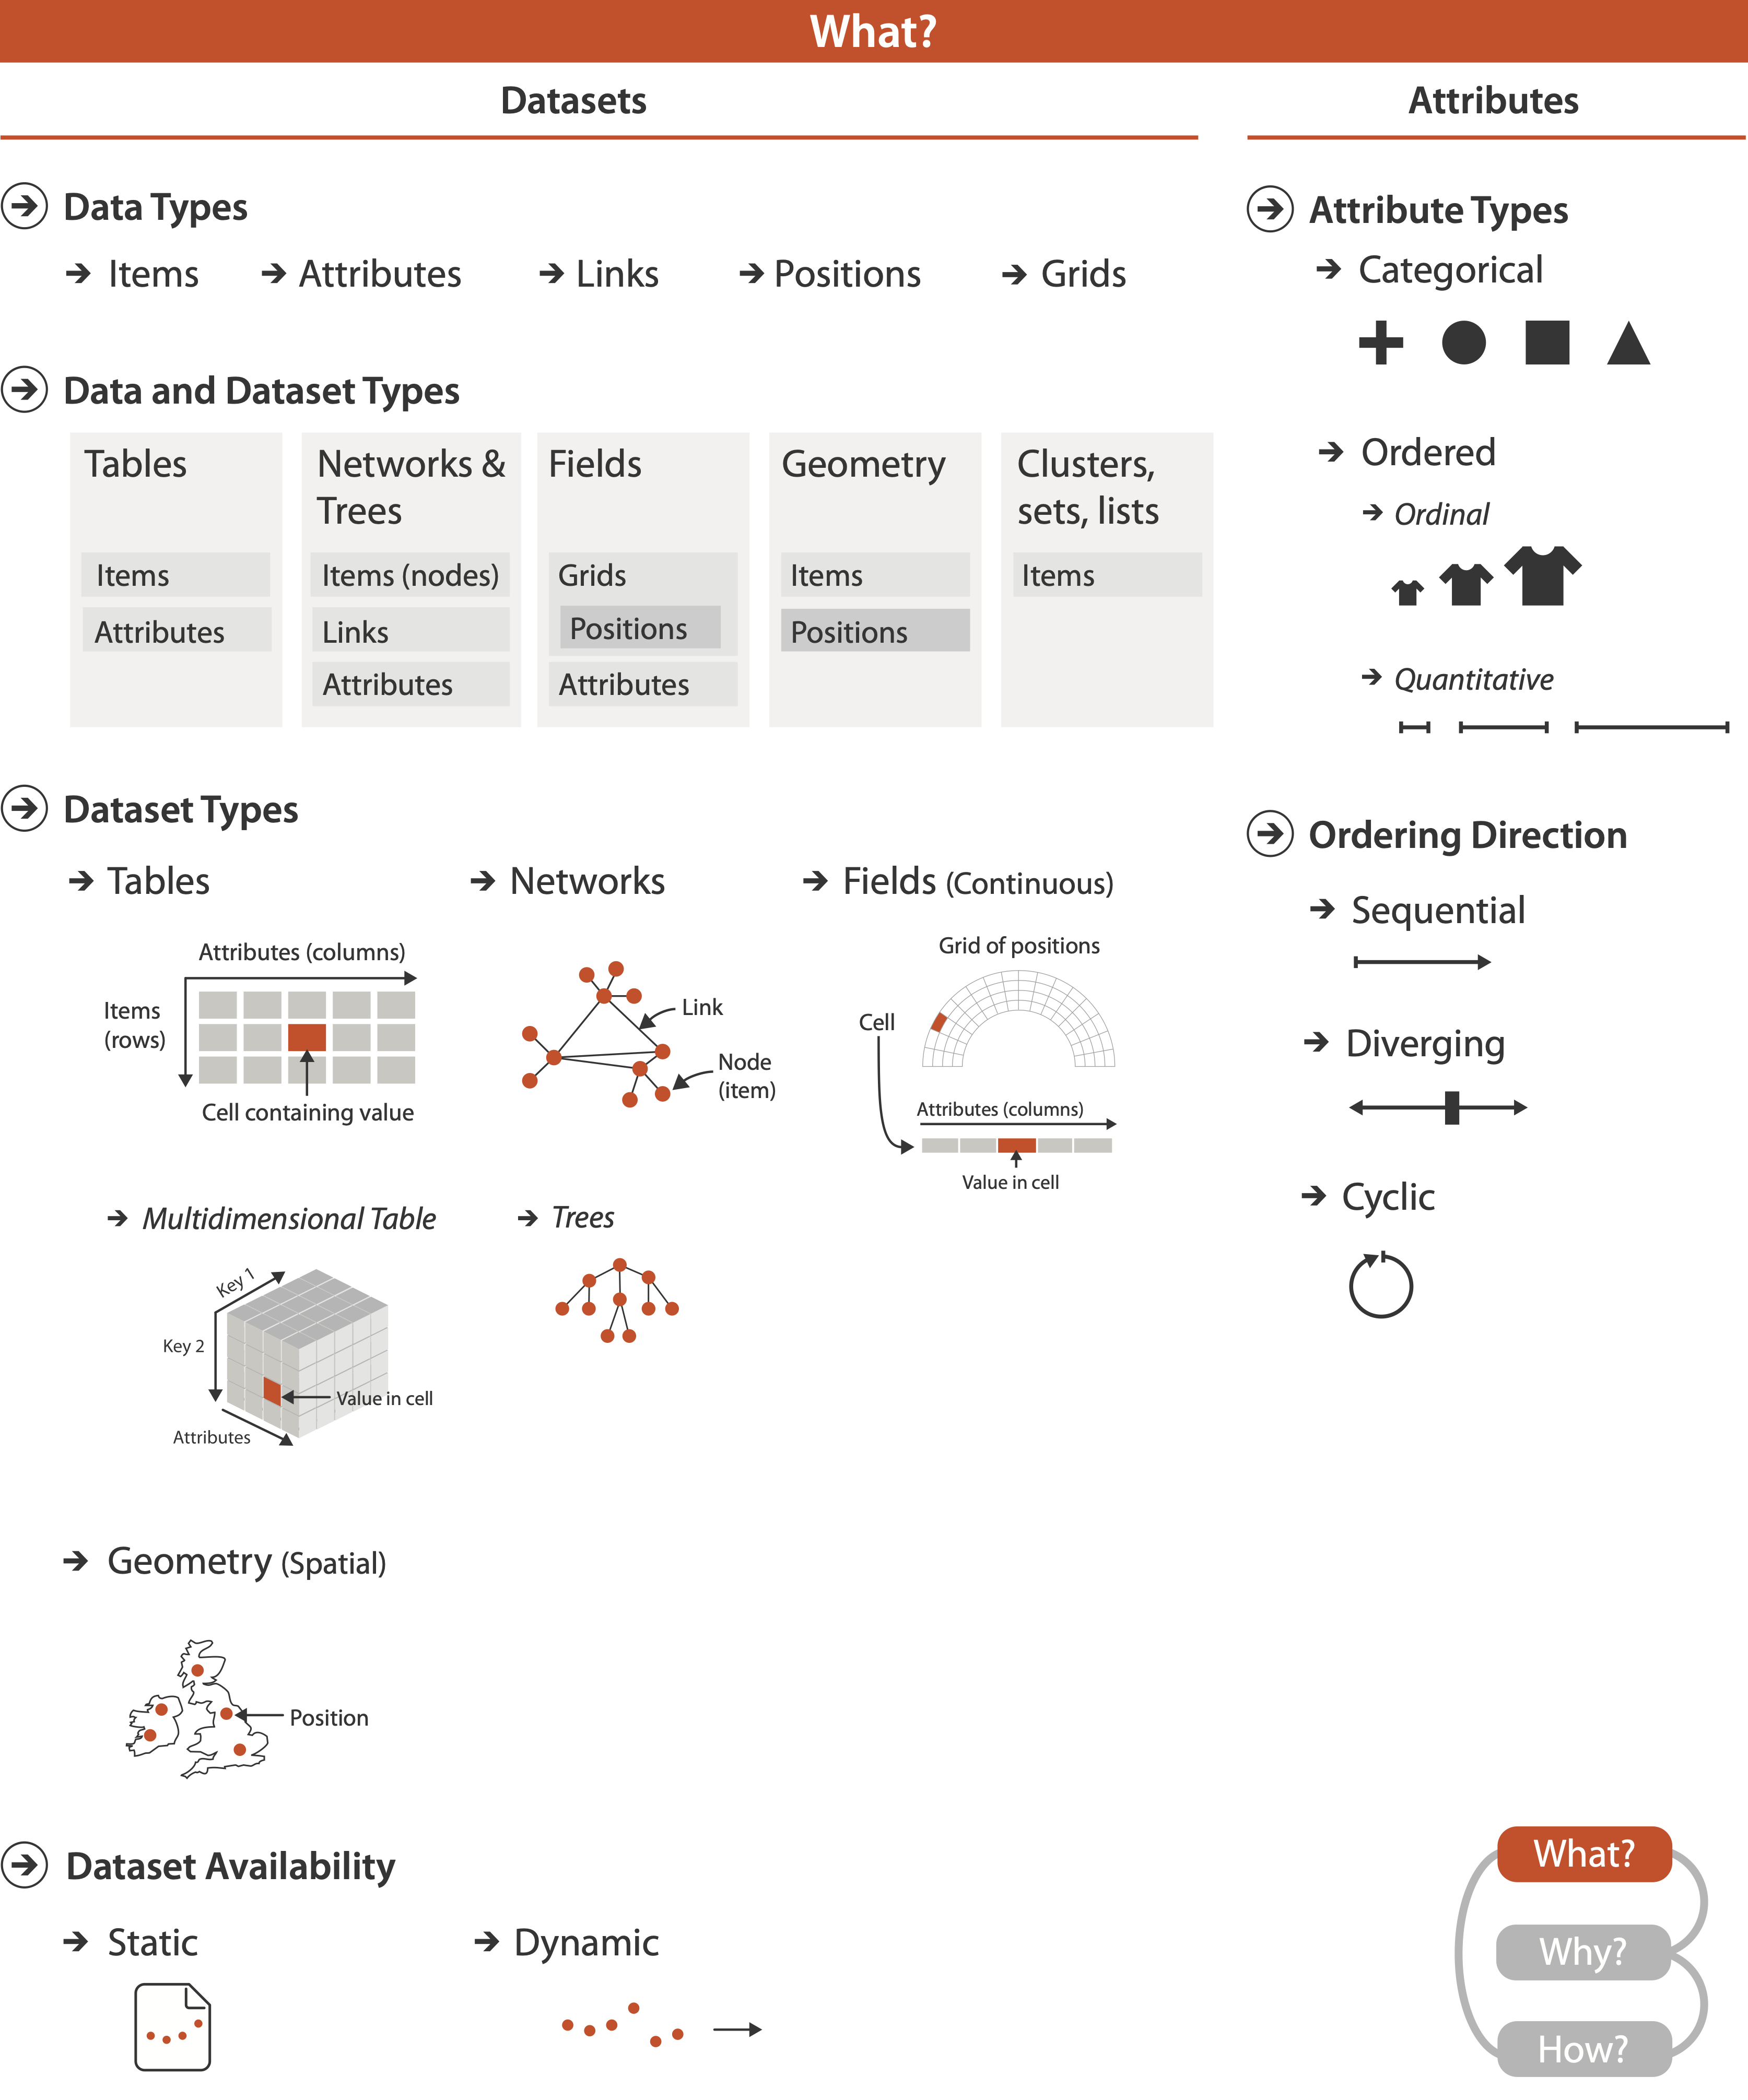 What?
Datasets
Attributes
Data Types
Items
Attributes
Links
Positions
Grids
Data and Dataset Types
Tables
Items
Attributes
Networks &
Trees
Items (nodes)
Links
Attributes
Fields
Grids
Positions
Attributes
Geometry
Items
Positions
Clusters,
sets, lists
Items
Dataset Types
Tables
Attributes (columns)
Items
(rows)
Cell containing value
Networks
Link
Node
(item)
Fields (Continuous)
Grid of positions
Cell
Attributes (columns)
Value in cell
Multidimensional Table
Key 1
Key 2
Value in cell
Attributes
Trees
Geometry (Spatial)
Position
Dataset Availability
Static
Dynamic
Attribute Types
Categorical
Ordered
Ordinal
Quantitative
Ordering Direction
Sequential
Diverging
Cyclic
What?
Why?
How?